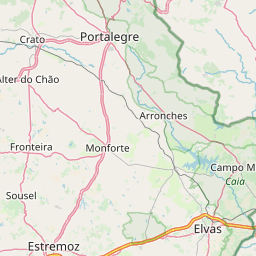 Portalegre
Crato
Alter do Chão
Arronches
Fronteira
Monforte
Campo M
Caia
Sousel
Elvas
Estremoz